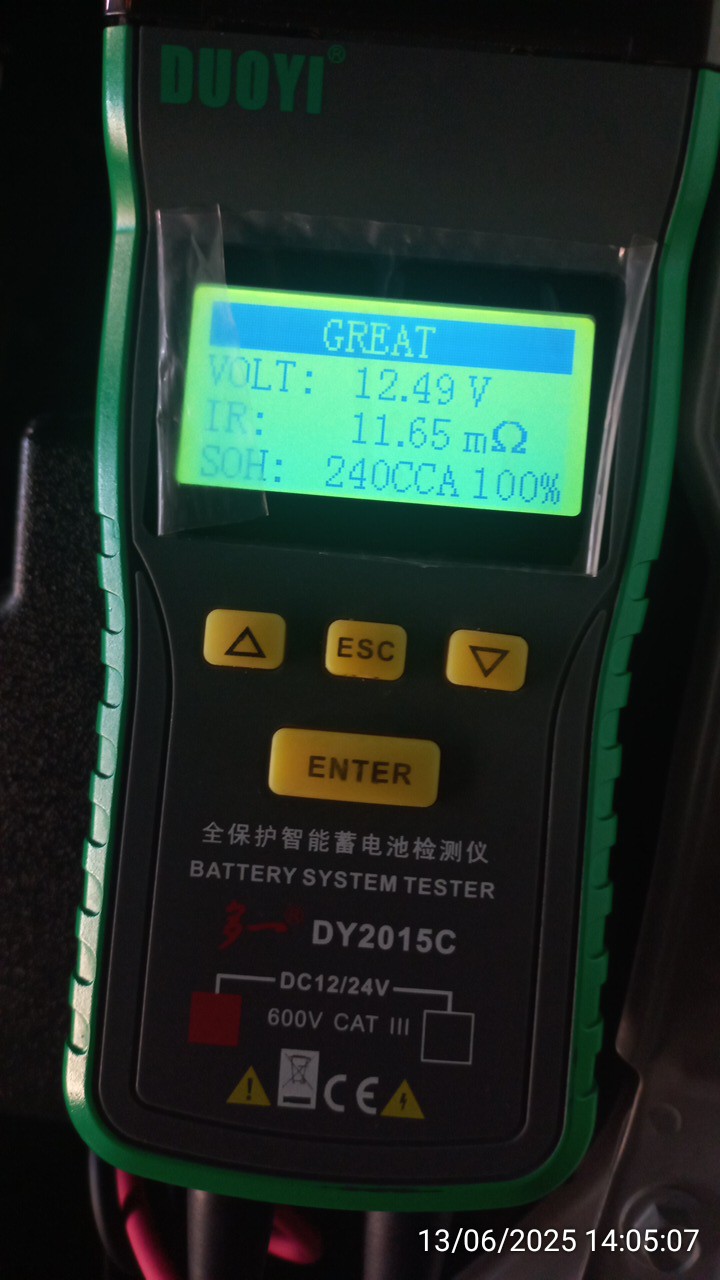 DUOYI®
GREAT
VOLT: 12.49 V
IR: 11.65 mΩ
SOH: 240CCA 100%
ESC
ENTER
全保护智能蓄电池检测仪
BATTERY SYSTEM TESTER
多一® DY2015C
DC12/24V
600V CAT III
CE
13/06/2025 14:05:07